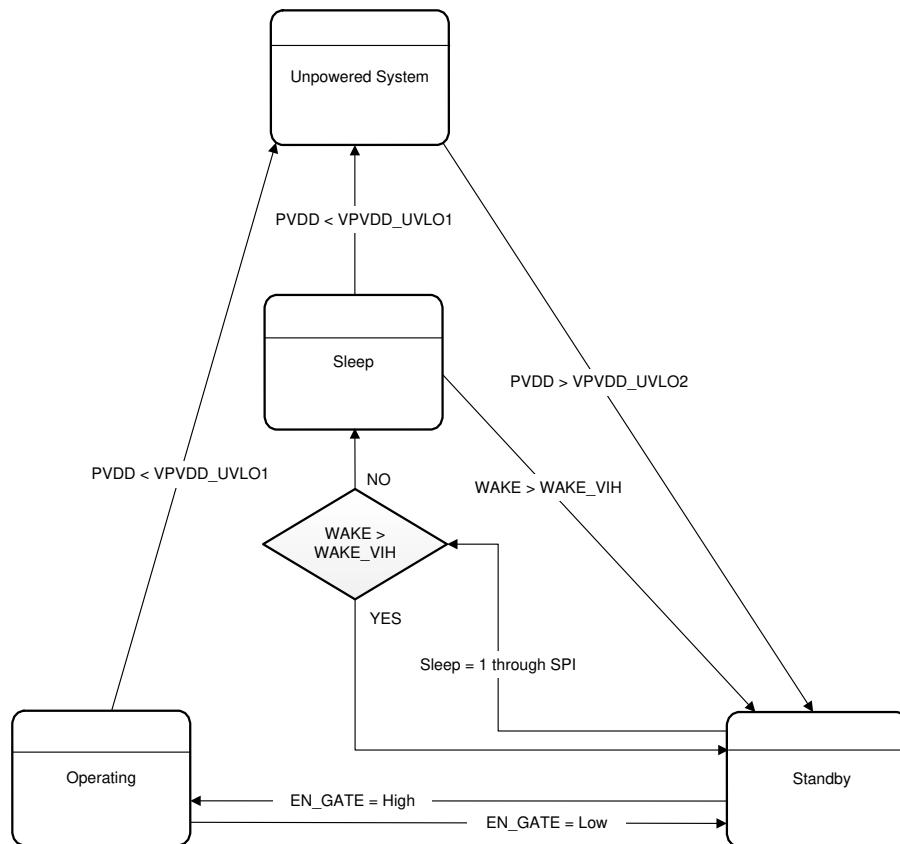 Unpowered System
PVDD < VPVDD_UVLO1
Sleep
PVDD > VPVDD_UVLO2
PVDD < VPVDD_UVLO1
NO
WAKE > WAKE_VIH
WAKE >
WAKE_VIH
YES
Sleep = 1 through SPI
Operating
Standby
EN_GATE = High
EN_GATE = Low